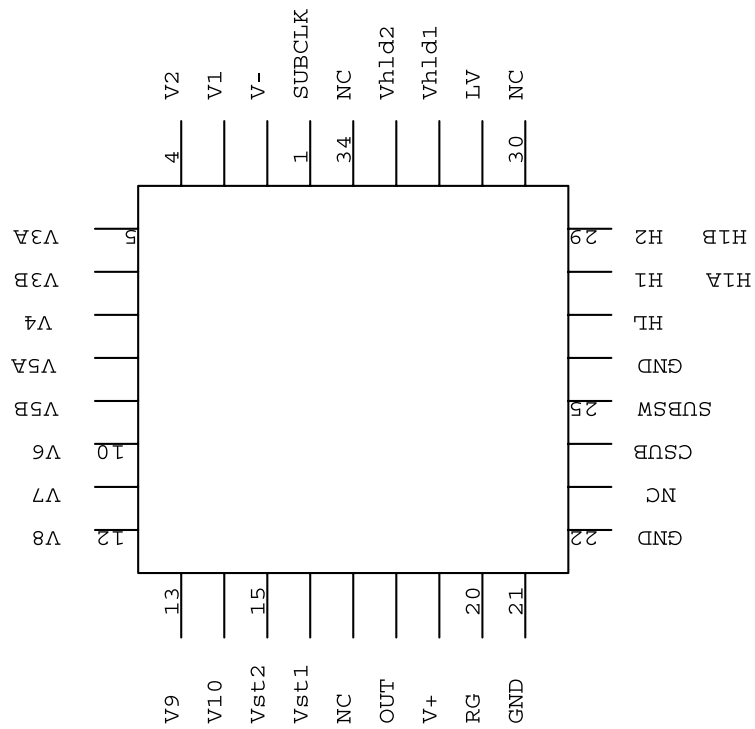 V2
V1
V-
SUBCLK
NC
Vhld2
Vhld1
LV
NC
4
1
34
30
V3A 5
V3B
V4
V5A
V5B
V6 10
V7
V8 12
29 H2 H1B
H1 H1A
HL
GND
25 SUBSW
CSUB
NC
22 GND
13
15
20
21
V9
V10
Vst2
Vst1
NC
OUT
V+
RG
GND